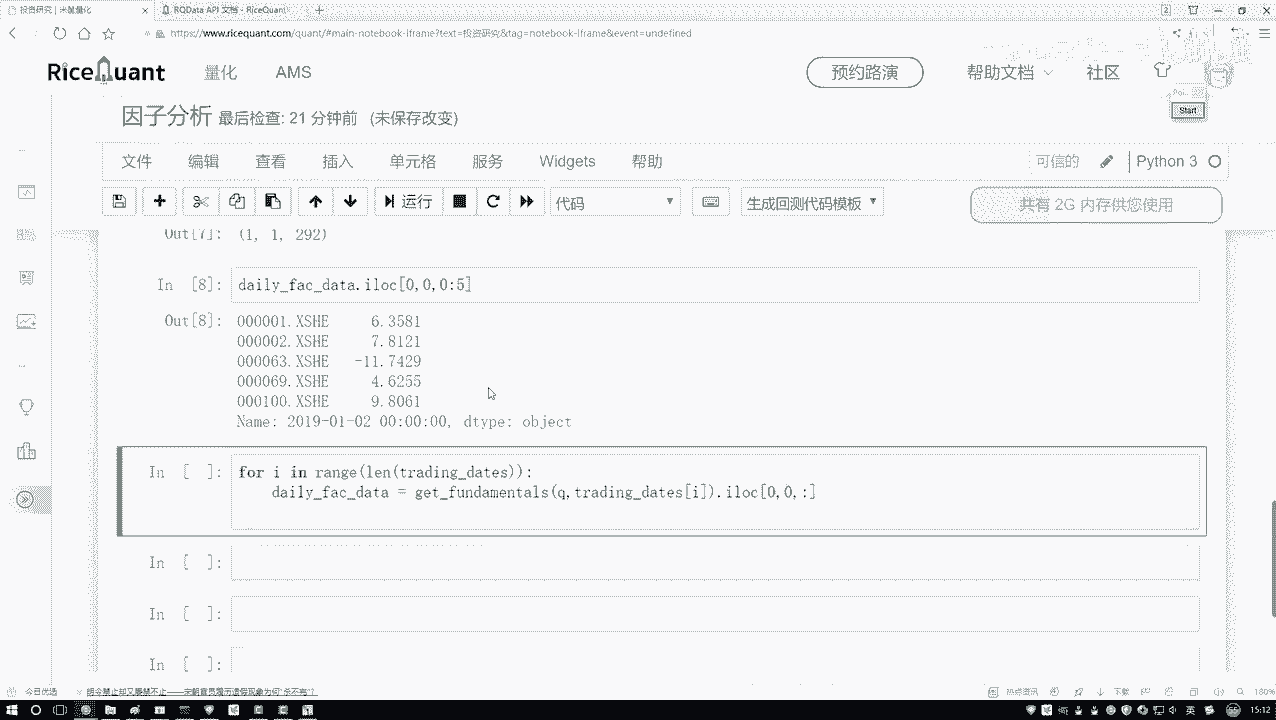 投资研究 | 米筐量化
RQData API 文档 - RiceQuant
https://www.ricequant.com/quant/#main-notebook-iframe?text=投资研究&tag=notebook-iframe&event=undefined
RiceQuant 量化 AMS 预约路演 帮助文档 社区
Start
因子分析 最后检查: 21 分钟前 (未保存改变)
文件 编辑 查看 插入 单元格 服务 Widgets 帮助 可信的 Python 3
运行 代码 生成回测代码模板 共有 2G 内存供您使用
Out[7]: (1, 1, 292)
In [8]: daily_fac_data.iloc[0,0,0:5]
Out[8]: 000001.XSHE 6.3581
000002.XSHE 7.8121
000063.XSHE -11.7429
000069.XSHE 4.6255
000100.XSHE 9.8061
Name: 2019-01-02 00:00:00, dtype: object
In [ ]: for i in range(len(trading_dates)):
daily_fac_data = get_fundamentals(q,trading_dates[i]).iloc[0,0,:]
In [ ]:
In [ ]:
In [ ]:
今日优选
热点资讯 下载 180%
英 15:12